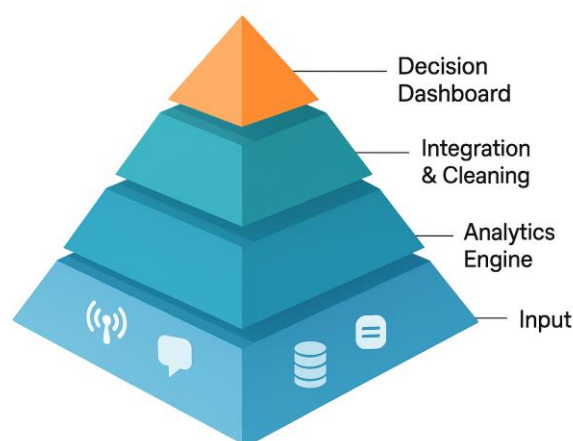 Decision
Dashboard
Integration
& Cleaning
Analytics
Engine
Input